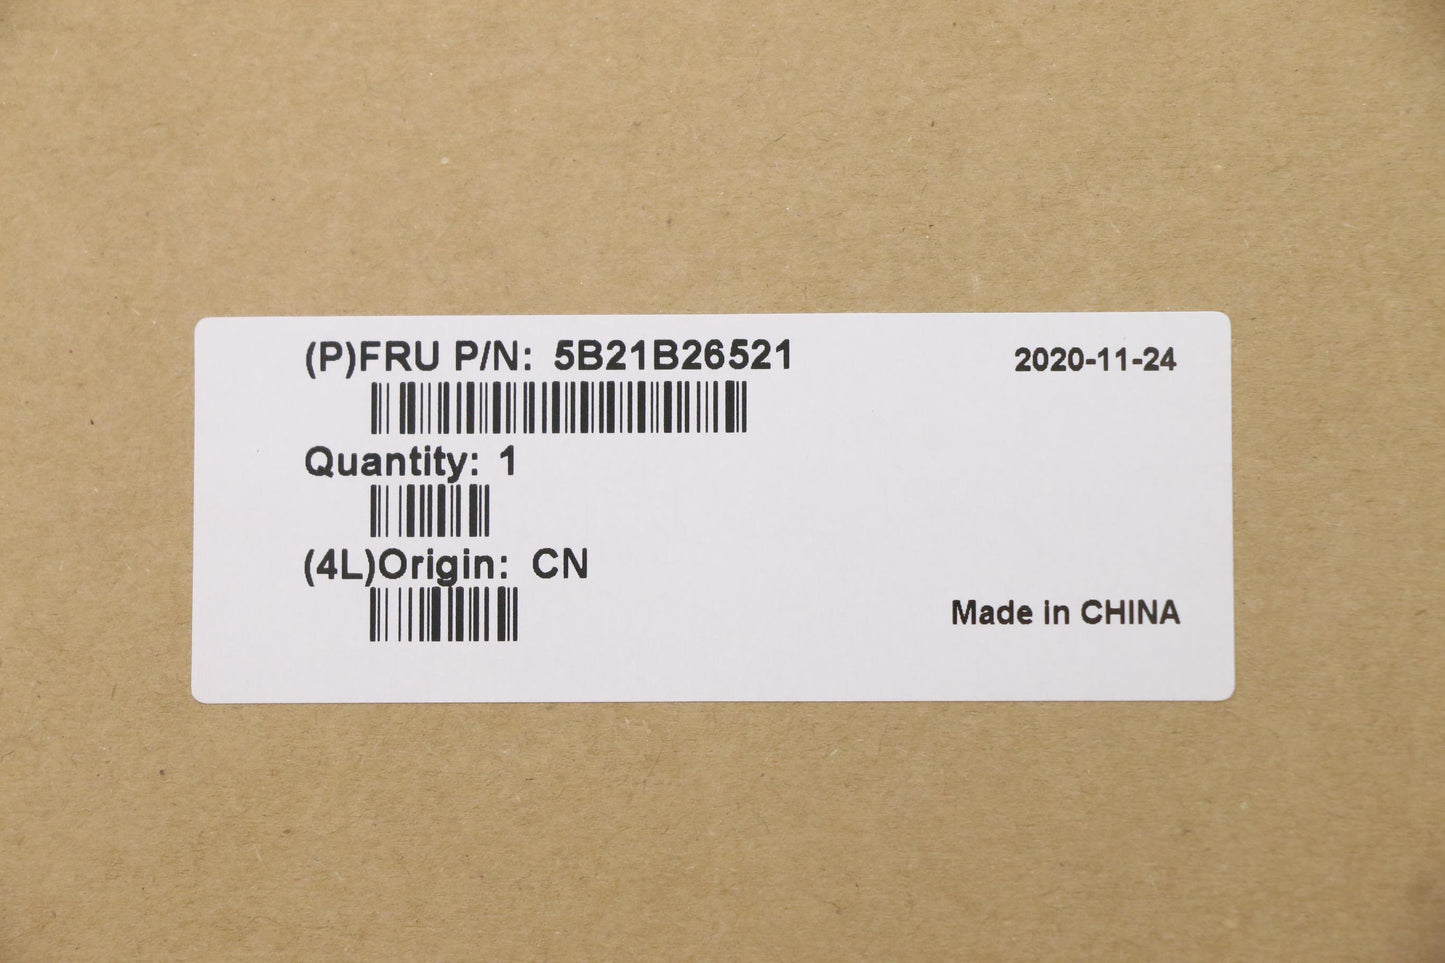 (P)FRU P/N: 5B21B26521
2020-11-24
Quantity: 1
(4L)Origin: CN
Made in CHINA